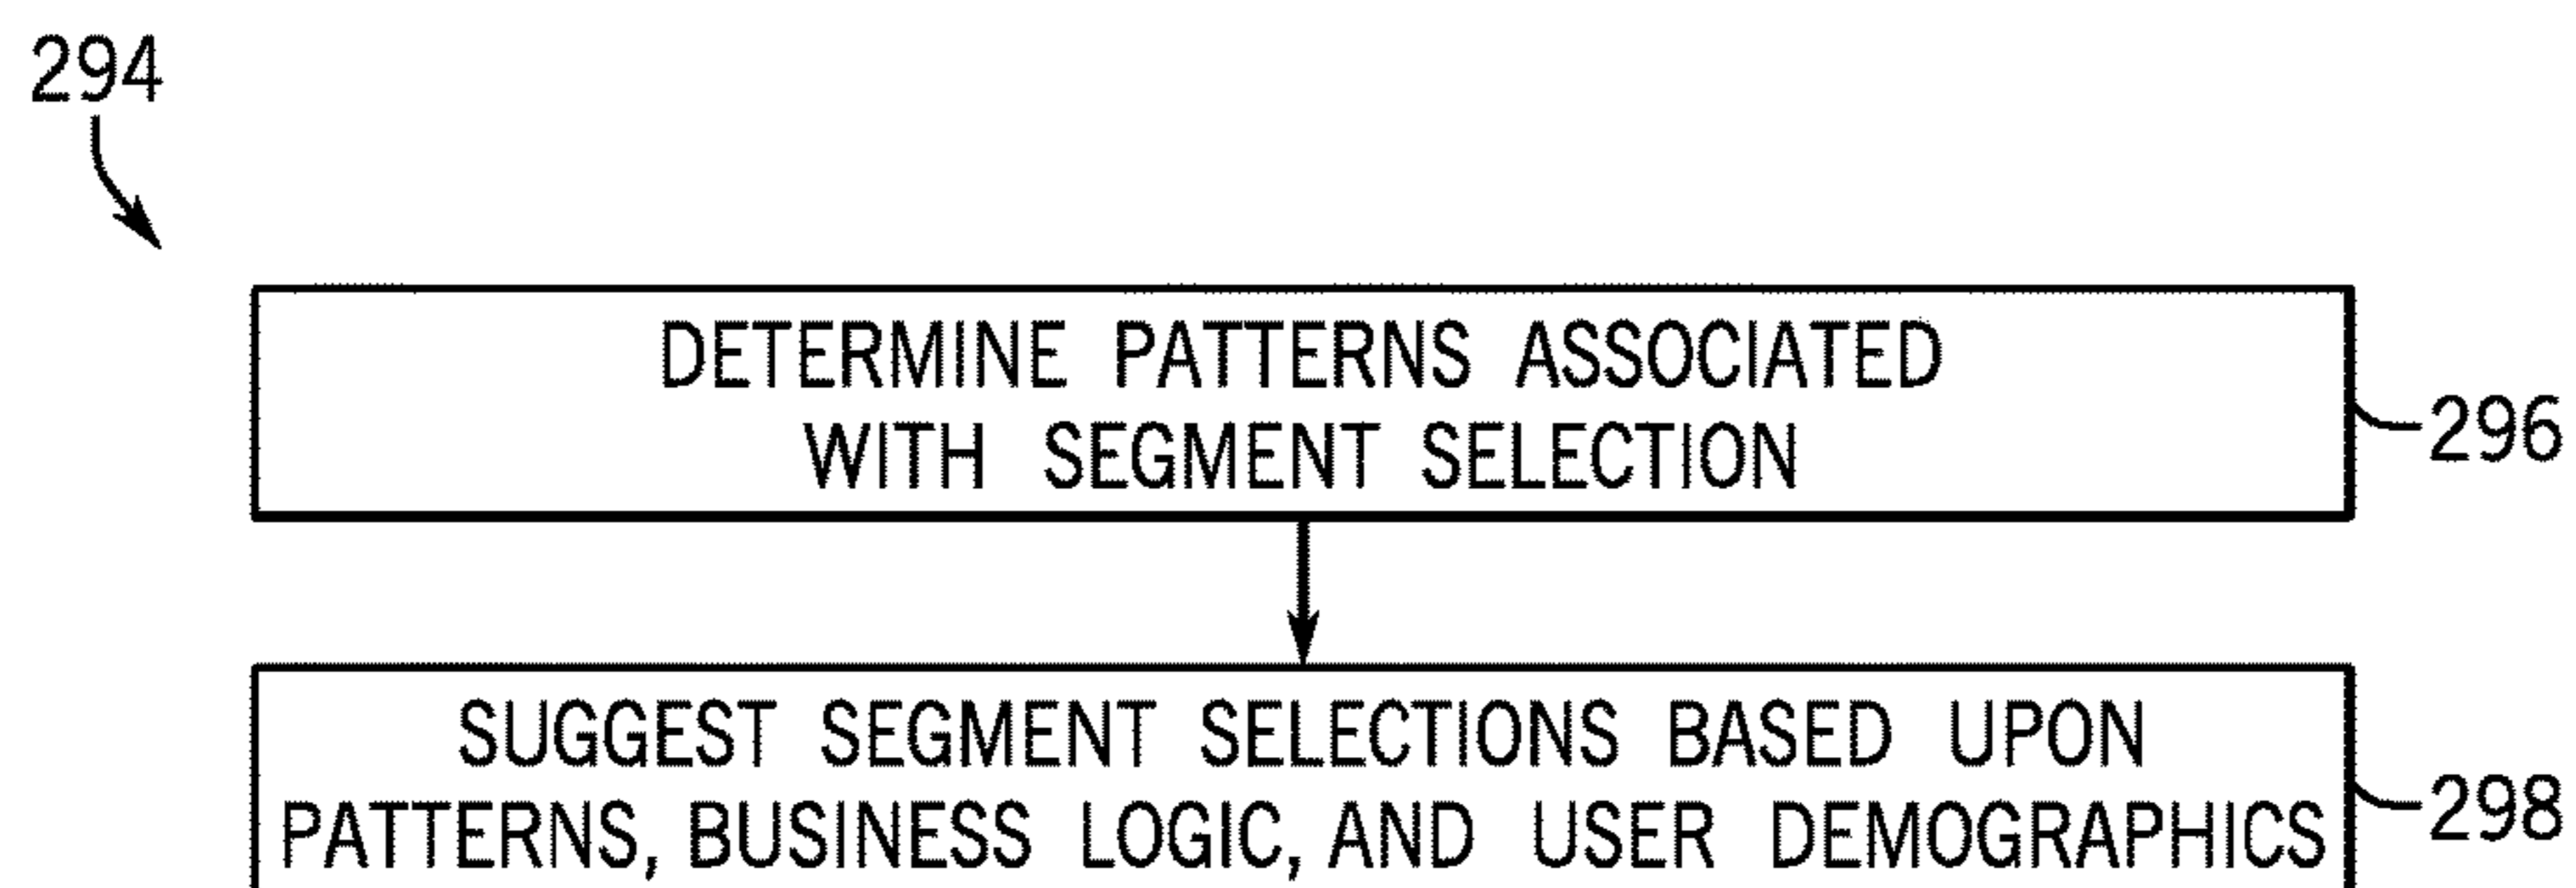 294
DETERMINE PATTERNS ASSOCIATED
WITH SEGMENT SELECTION
296
SUGGEST SEGMENT SELECTIONS BASED UPON
PATTERNS, BUSINESS LOGIC, AND USER DEMOGRAPHICS
298